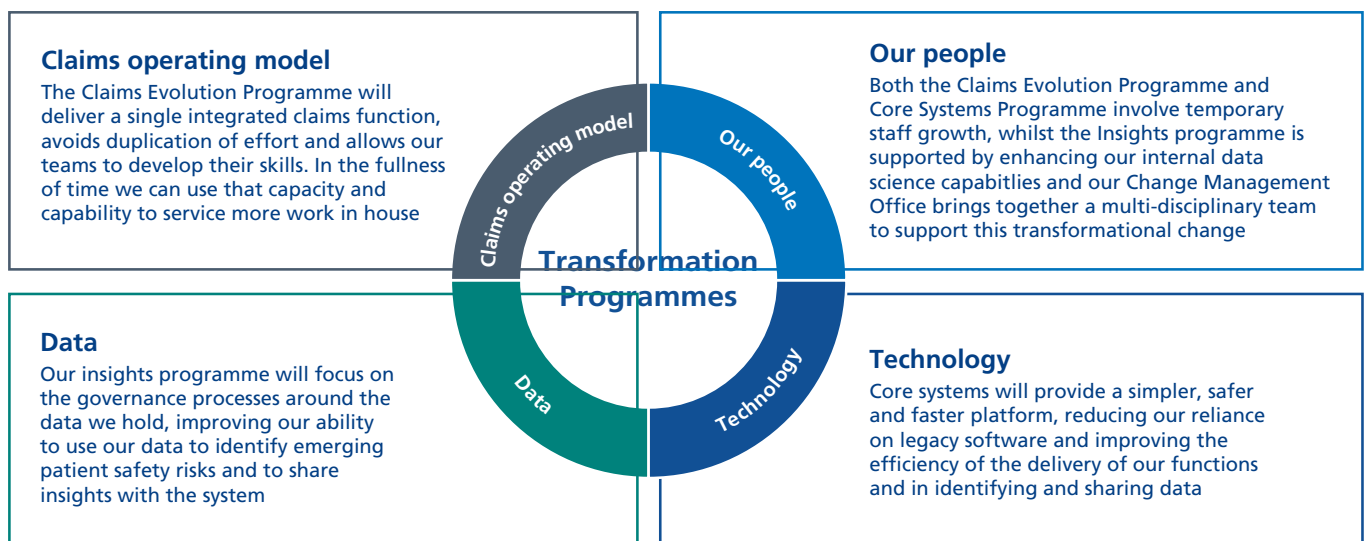 Claims operating model
The Claims Evolution Programme will
deliver a single integrated claims function,
avoids duplication of effort and allows our
teams to develop their skills. In the fullness
of time we can use that capacity and
capability to service more work in house
Our people
Both the Claims Evolution Programme and
Core Systems Programme involve temporary
staff growth, whilst the Insights programme is
supported by enhancing our internal data
science capabitlies and our Change Management
Office brings together a multi-disciplinary team
to support this transformational change
Claims operating model
Our people
Transformation
Programmes
Data
Technology
Data
Our insights programme will focus on
the governance processes around the
data we hold, improving our ability
to use our data to identify emerging
patient safety risks and to share
insights with the system
Technology
Core systems will provide a simpler, safer
and faster platform, reducing our reliance
on legacy software and improving the
efficiency of the delivery of our functions
and in identifying and sharing data